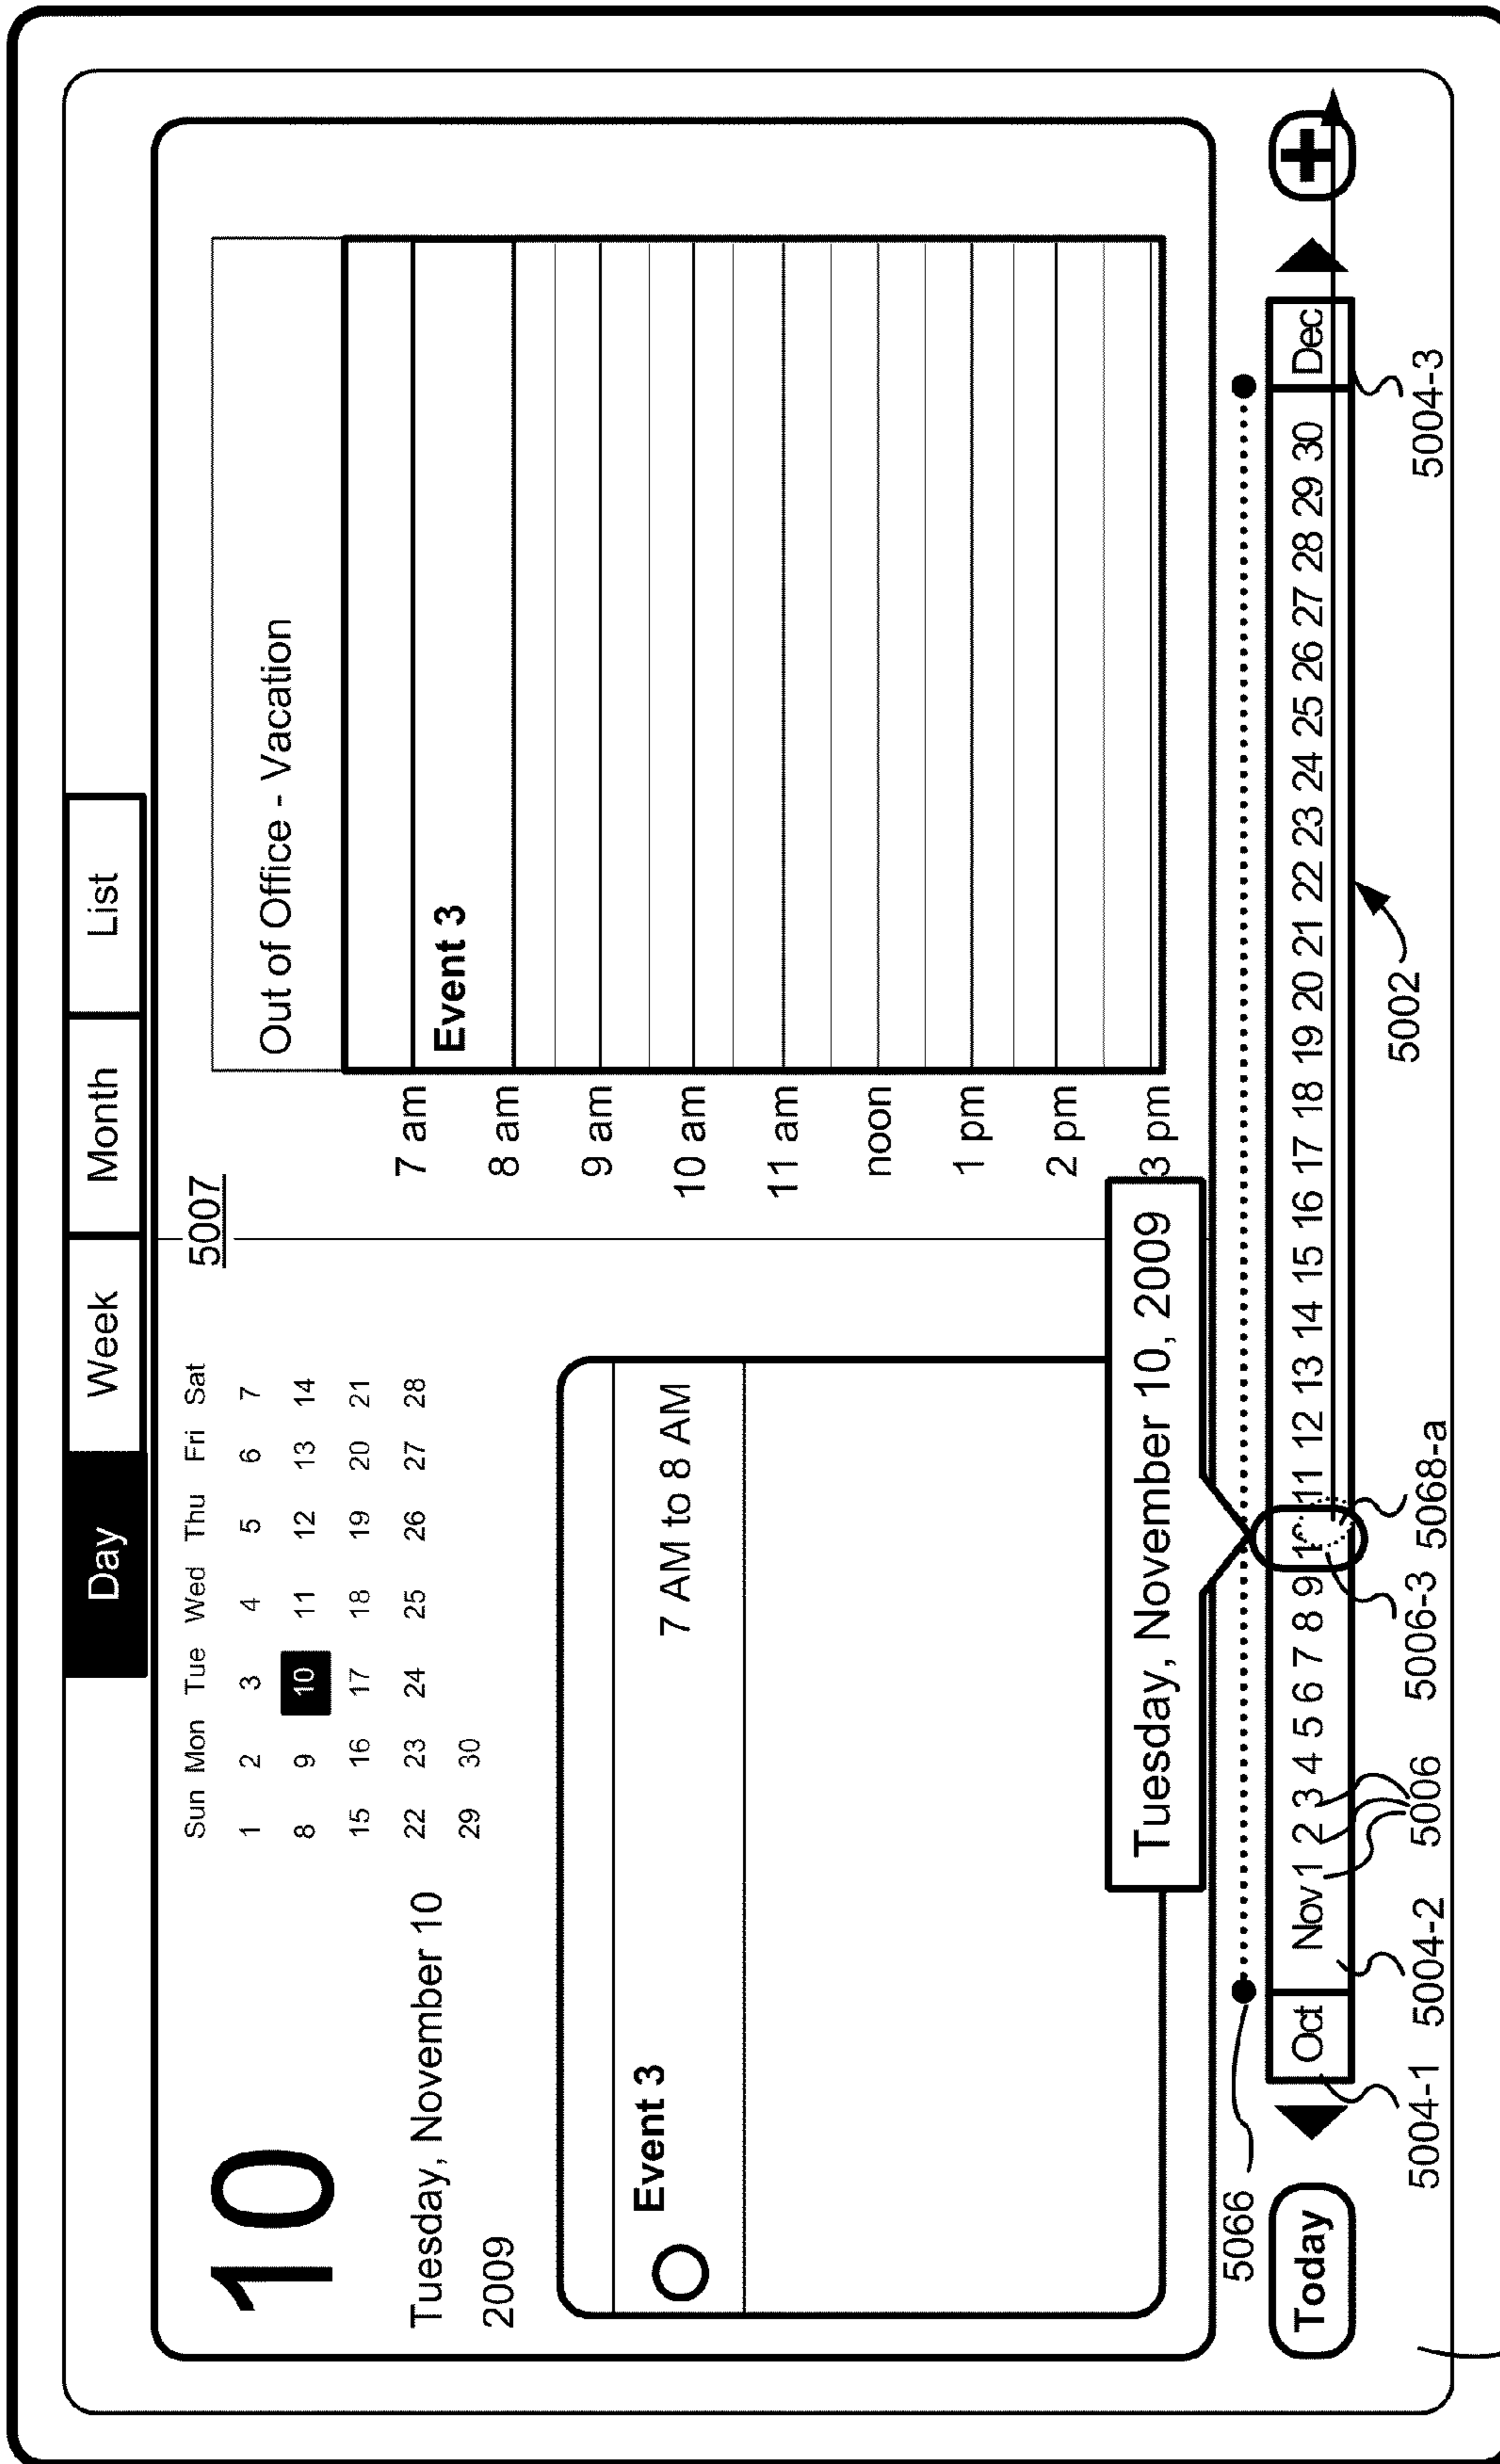 Day Week Month List
5007
10
Tuesday, November 10
2009
Sun Mon Tue Wed Thu Fri Sat
1 2 3 4 5 6 7
8 9 10 11 12 13 14
15 16 17 18 19 20 21
22 23 24 25 26 27 28
29 30
Event 3
7 AM to 8 AM
Out of Office - Vacation
7 am
Event 3
8 am
9 am
10 am
11 am
noon
1 pm
2 pm
3 pm
Tuesday, November 10, 2009
5066
Today
Oct Nov 1 2 3 4 5 6 7 8 9 10 11 12 13 14 15 16 17 18 19 20 21 22 23 24 25 26 27 28 29 30 Dec
+
5004-1 5004-2 5006 5006-3 5068-a 5002 5004-3